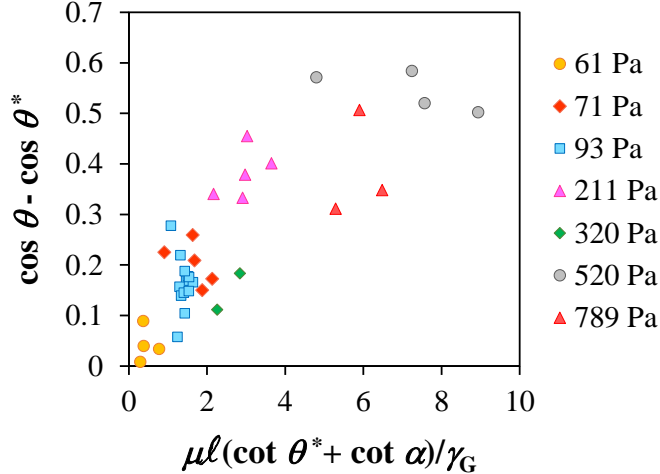 0.7
0.6
0.5
0.4
0.3
0.2
0.1
0
0 2 4 6 8 10
cos θ - cos θ*
μℓ(cot θ* + cot α)/γG
61 Pa
71 Pa
93 Pa
211 Pa
320 Pa
520 Pa
789 Pa